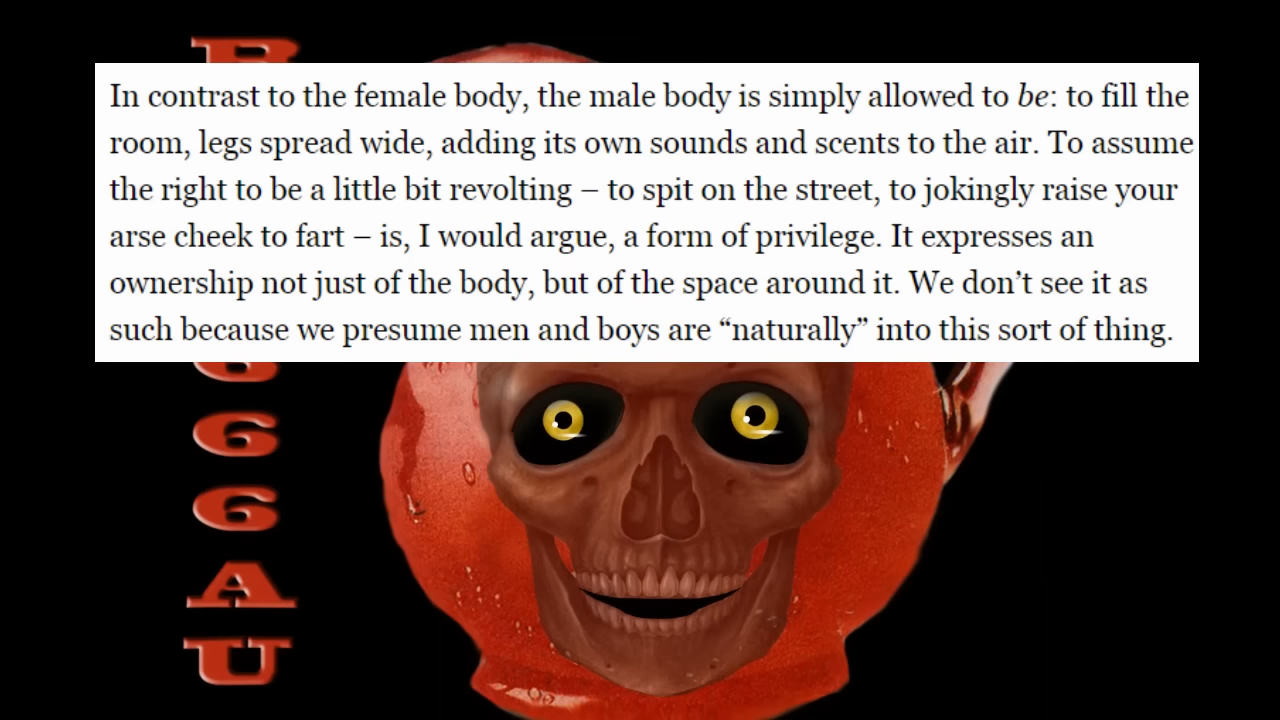 In contrast to the female body, the male body is simply allowed to be: to fill the
room, legs spread wide, adding its own sounds and scents to the air. To assume
the right to be a little bit revolting – to spit on the street, to jokingly raise your
arse cheek to fart – is, I would argue, a form of privilege. It expresses an
ownership not just of the body, but of the space around it. We don’t see it as
such because we presume men and boys are “naturally” into this sort of thing.
6
6
6
A
U